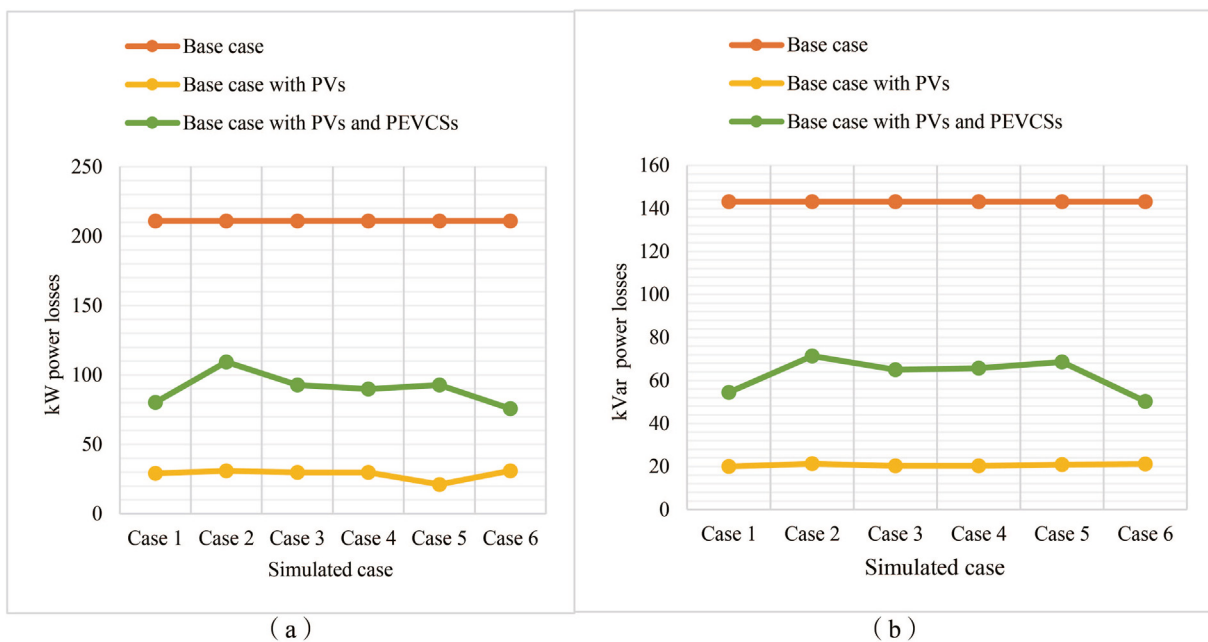 Base case
Base case with PVs
Base case with PVs and PEVCSs
250
200
150
100
50
0
kW power losses
Case 1 Case 2 Case 3 Case 4 Case 5 Case 6
Simulated case
( a )
Base case
Base case with PVs
Base case with PVs and PEVCSs
160
140
120
100
80
60
40
20
0
kVar power losses
Case 1 Case 2 Case 3 Case 4 Case 5 Case 6
Simulated case
( b )